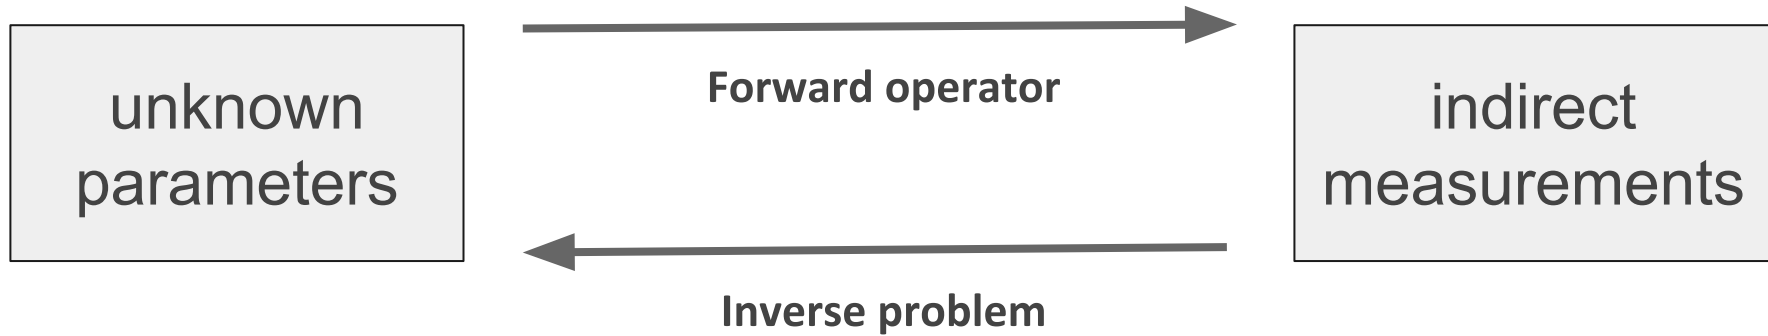 unknown
parameters
Forward operator
Inverse problem
indirect
measurements